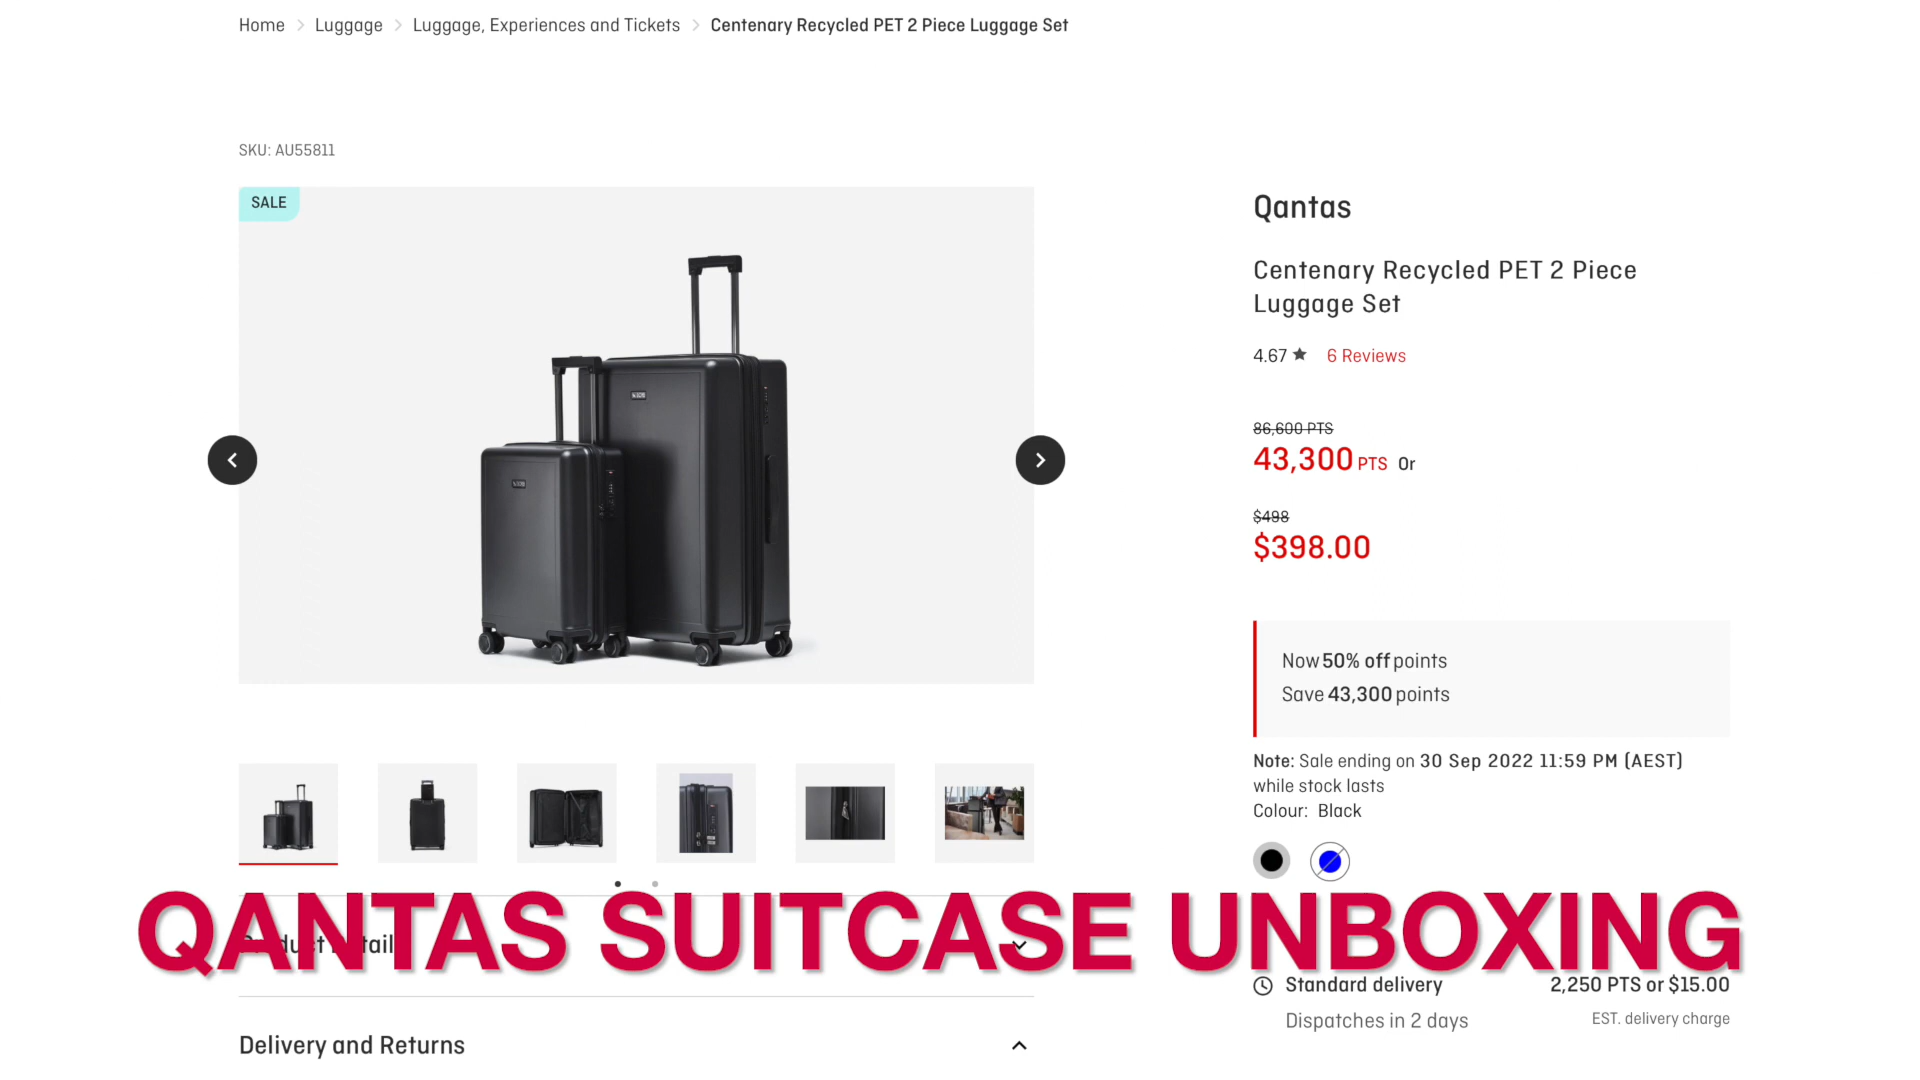 Home > Luggage > Luggage, Experiences and Tickets > Centenary Recycled PET 2 Piece Luggage Set
SKU: AU55811
SALE
Qantas
Centenary Recycled PET 2 Piece
Luggage Set
4.67 ★ 6 Reviews
86,600 PTS
43,300 PTS Or
$498
$398.00
Now 50% off points
Save 43,300 points
Note: Sale ending on 30 Sep 2022 11:59 PM (AEST)
while stock lasts
Colour: Black
QANTAS SUITCASE UNBOXING
Standard delivery 2,250 PTS or $15.00
Dispatches in 2 days EST. delivery charge
Delivery and Returns